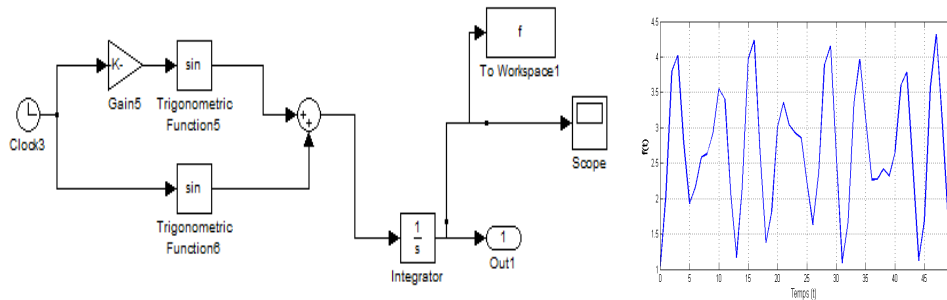 f
To Workspace1
K-
Gain5
sin
Trigonometric
Function5
Clock3
+
+
Scope
sin
Trigonometric
Function6
1
s
Integrator
1
Out1
4.5
4
3.5
3
2.5
2
1.5
1
f(t)
0
5
10
15
20
25
30
35
40
45
Temps (t)